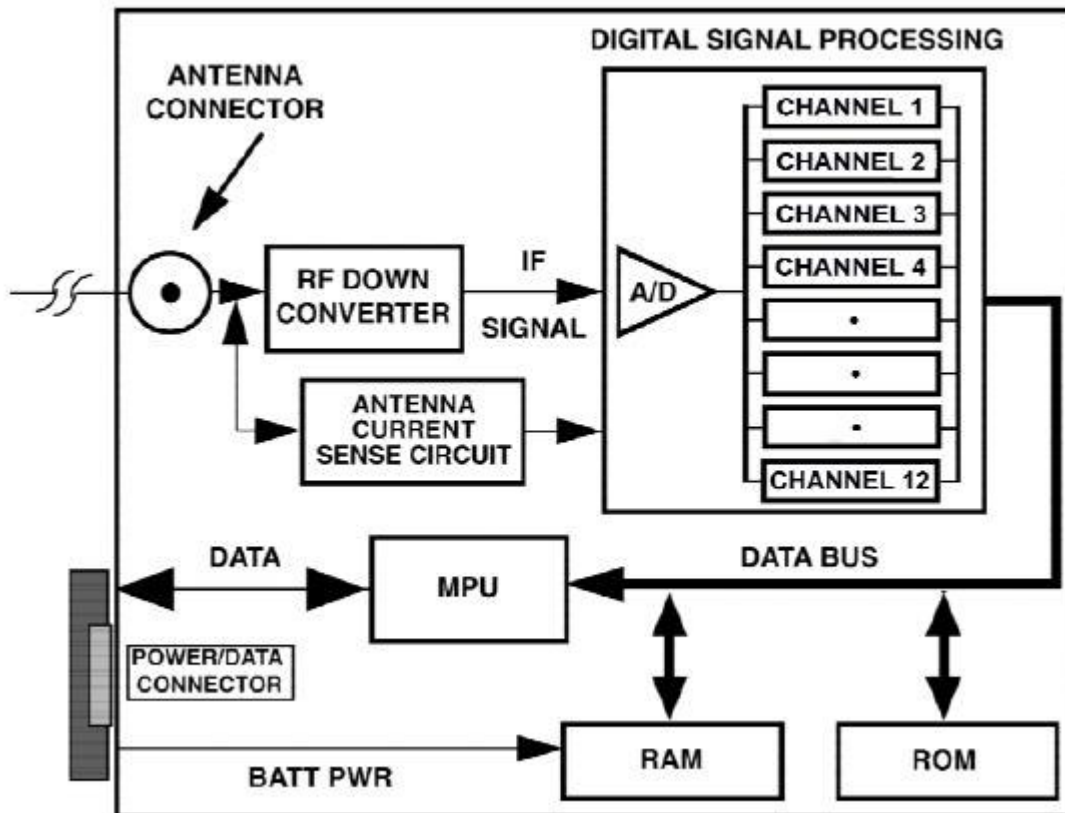 DIGITAL SIGNAL PROCESSING
ANTENNA
CONNECTOR
CHANNEL 1
CHANNEL 2
CHANNEL 3
CHANNEL 4
CHANNEL 12
A/D
RF DOWN
CONVERTER
IF
SIGNAL
ANTENNA
CURRENT
SENSE CIRCUIT
DATA
MPU
DATA BUS
POWER/DATA
CONNECTOR
BATT PWR
RAM
ROM